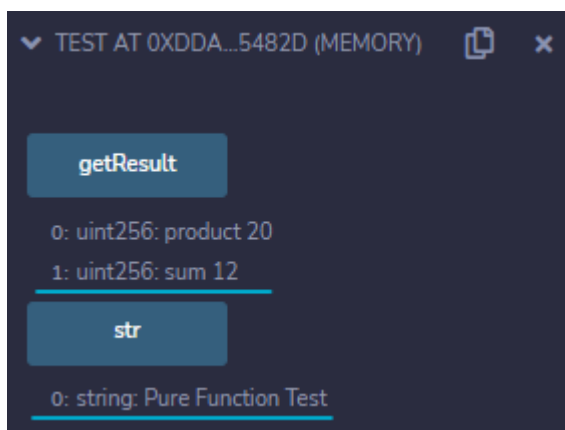 TEST AT 0XDDA...5482D (MEMORY)
getResult
0: uint256: product 20
1: uint256: sum 12
str
0: string: Pure Function Test